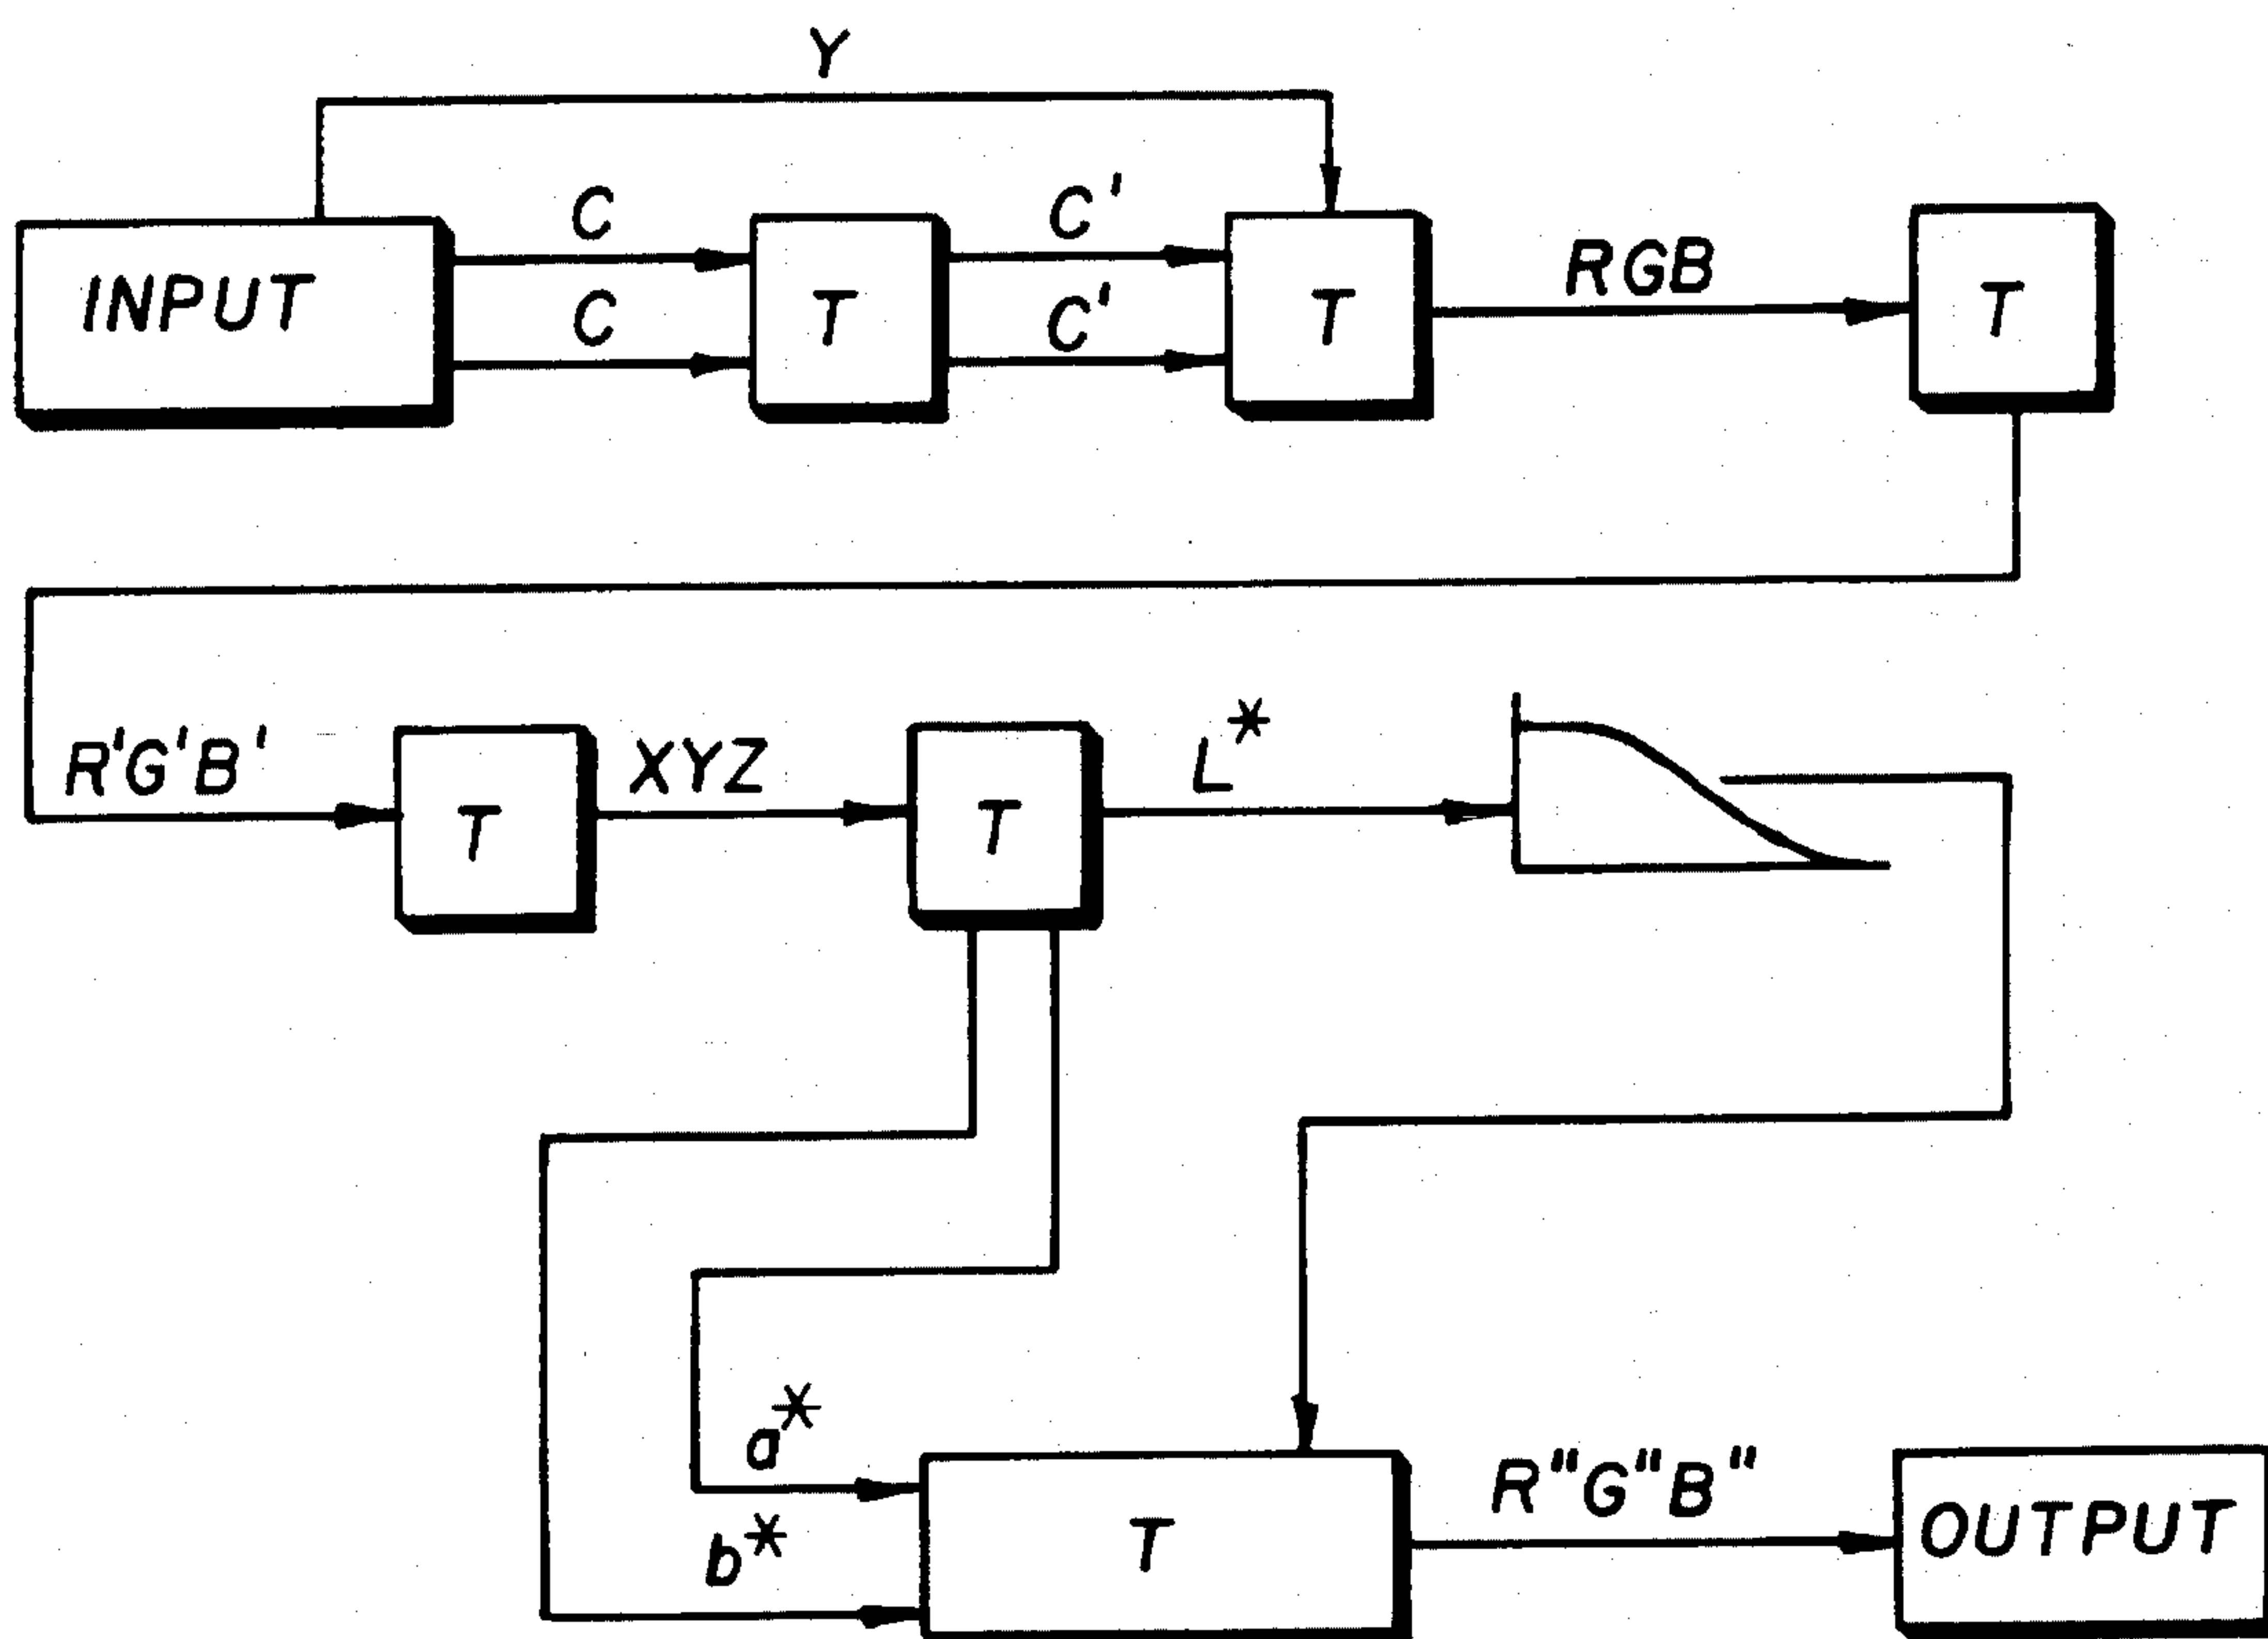 Y
C
C'
INPUT
C
T
C'
T
RGB
T
R'G'B'
T
XYZ
T
L*
a*
b*
T
R"G"B"
OUTPUT